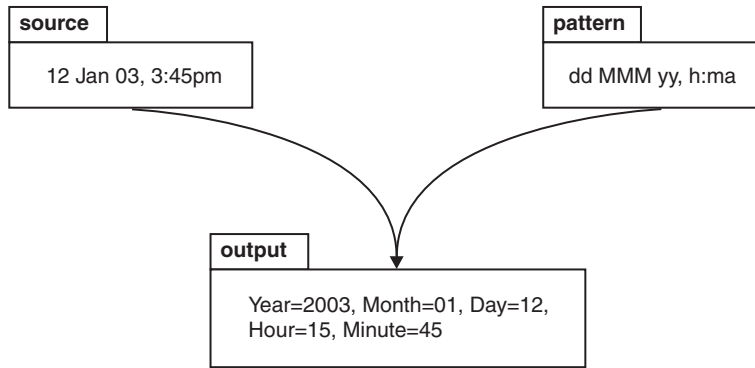 source
12 Jan 03, 3:45pm
pattern
dd MMM yy, h:ma
output
Year=2003, Month=01, Day=12,
Hour=15, Minute=45